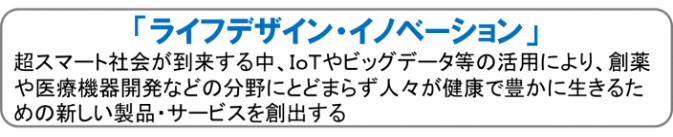 「ライフデザイン・イノベーション」
超スマート社会が到来する中、IoTやビッグデータ等の活用により、創薬
や医療機器開発などの分野にとどまらず人々が健康で豊かに生きるた
めの新しい製品・サービスを創出する